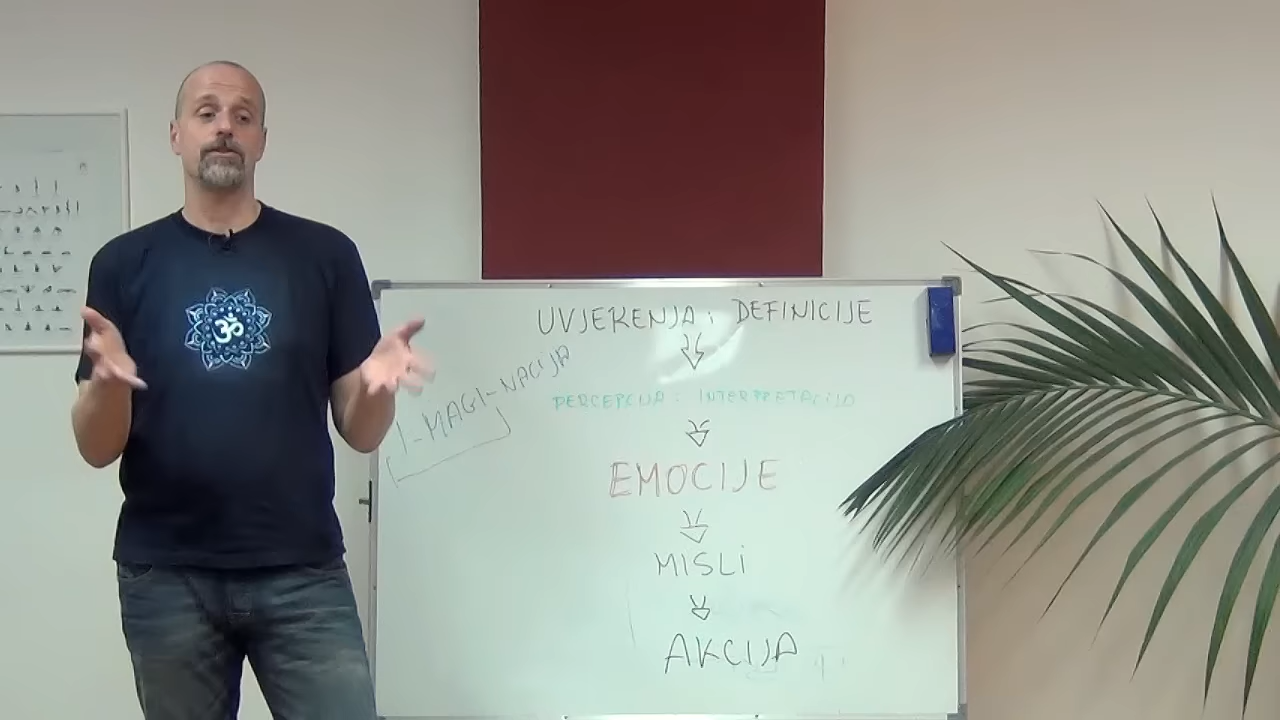 UVJERENJA : DEFINICIJE
I-MAGI-NACIJA
PERCEPCIJA : INTERPRETACIJA
EMOCIJE
MISLI
AKCIJA
ॐ